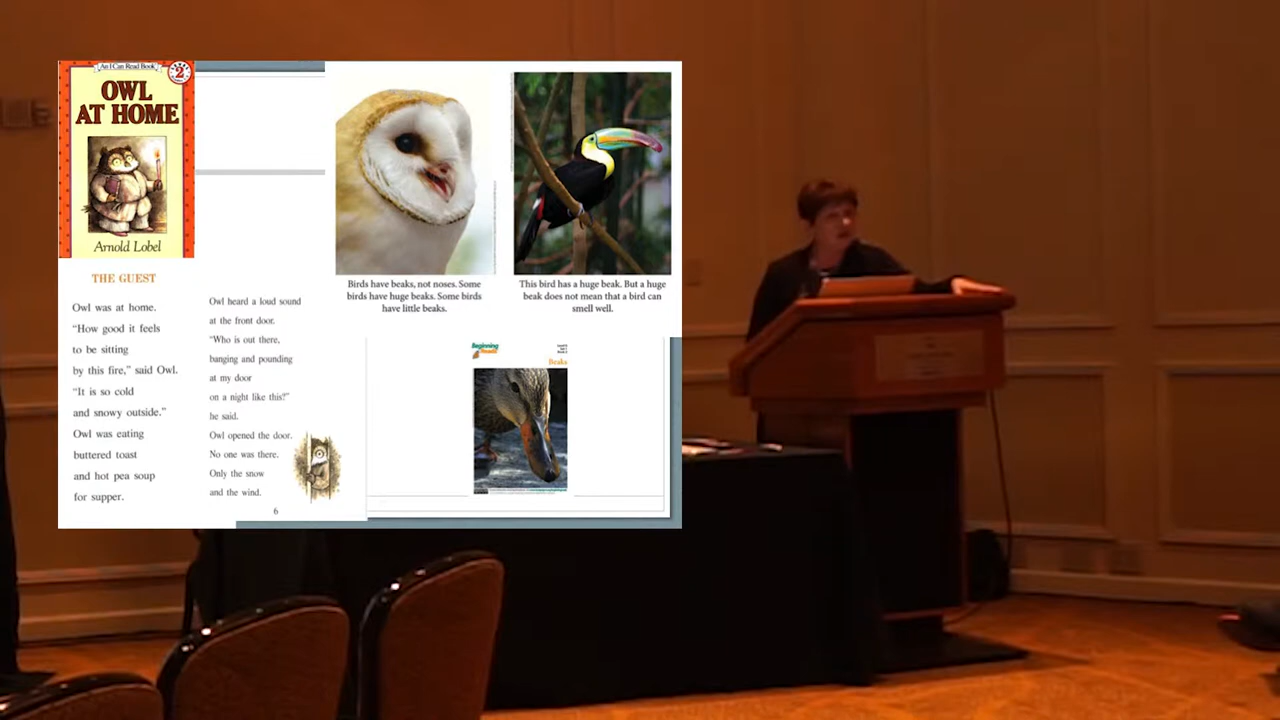 An I Can Read Book
2
OWL
AT HOME
Arnold Lobel
THE GUEST
Owl was at home.
“How good it feels
to be sitting
by this fire,” said Owl.
“It is so cold
and snowy outside.”
Owl was eating
buttered toast
and hot pea soup
for supper.
Owl heard a loud sound
at the front door.
“Who is out there,
banging and pounding
at my door
on a night like this?”
he said.
Owl opened the door.
No one was there.
Only the snow
and the wind.
6
Birds have beaks, not noses. Some
birds have huge beaks. Some birds
have little beaks.
This bird has a huge beak. But a huge
beak does not mean that a bird can
smell well.
Beginning
Reads
Beaks